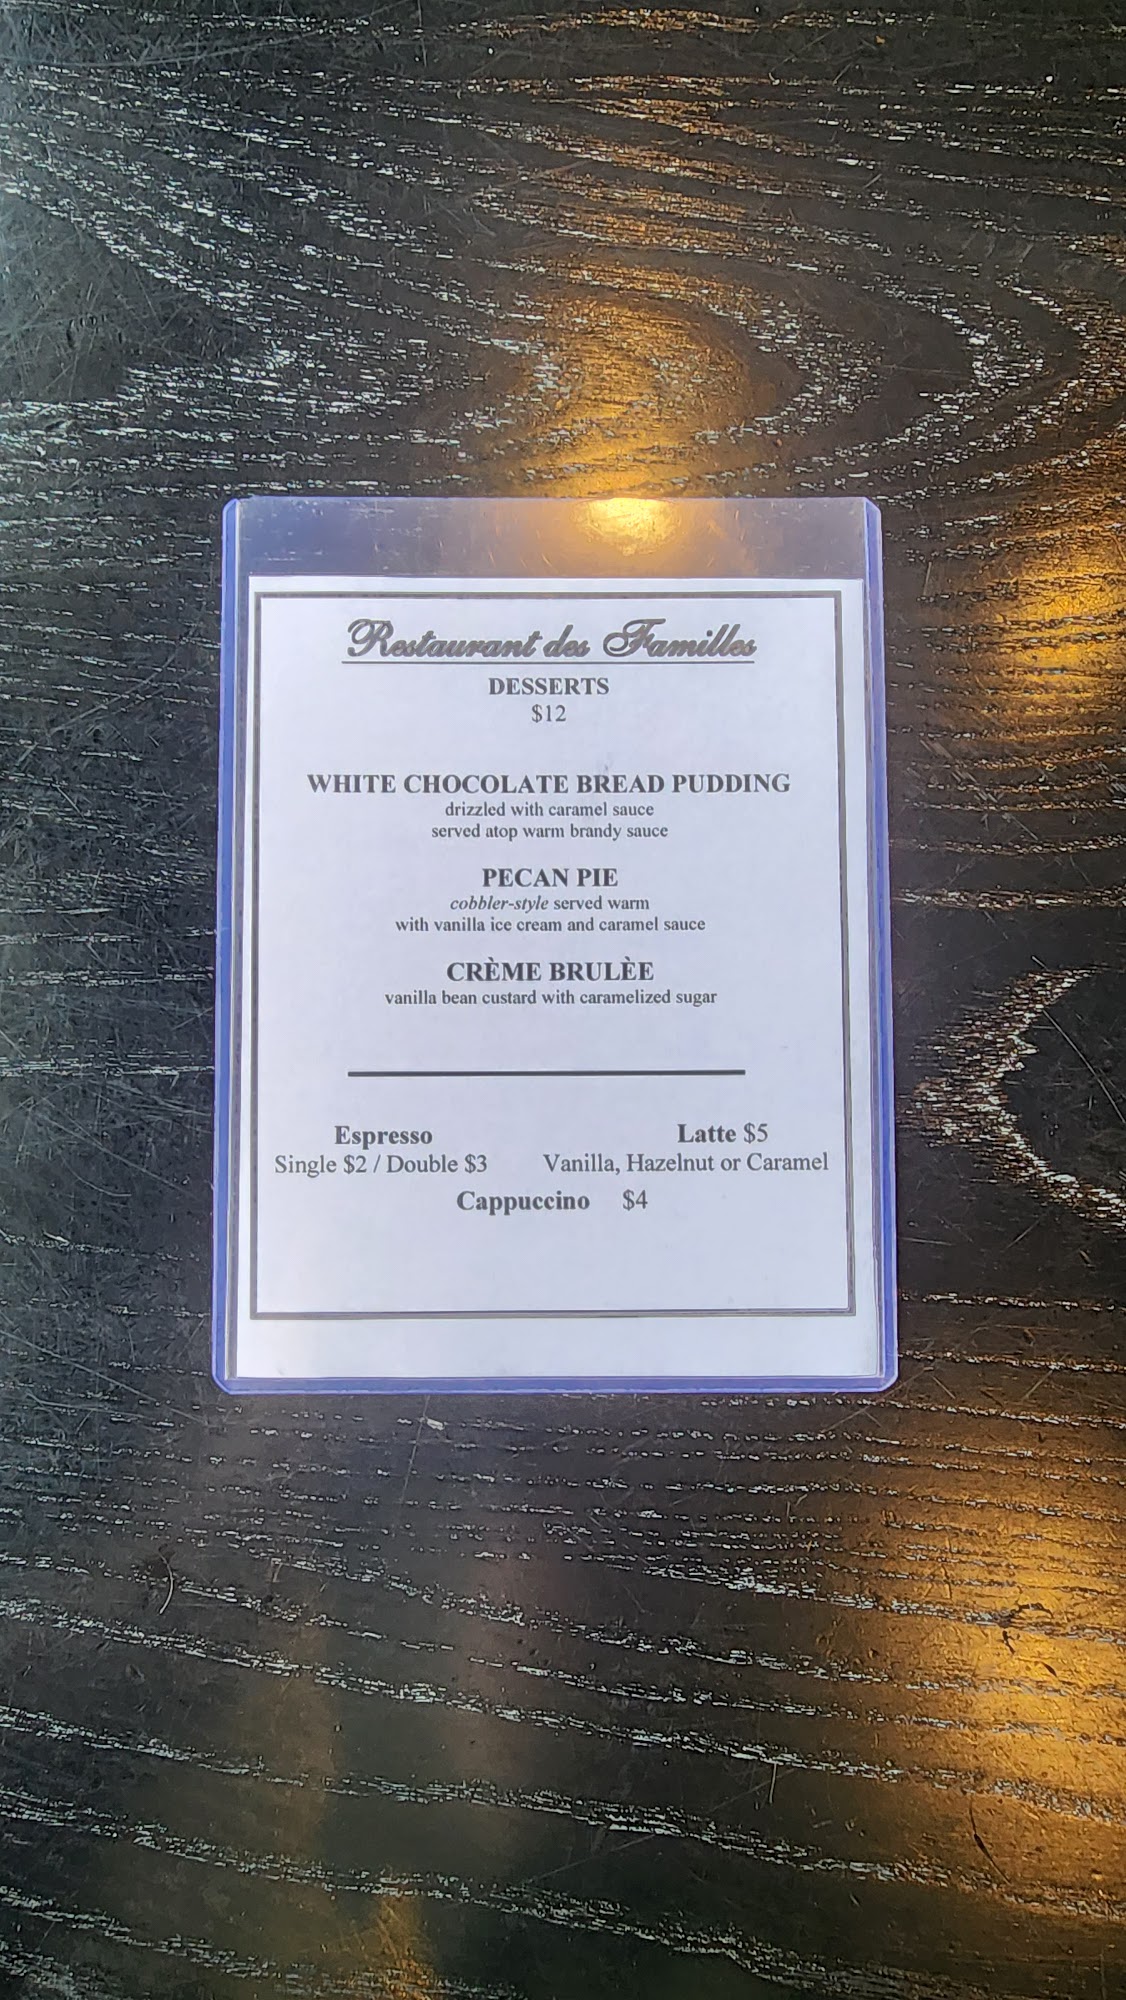 Restaurant des Familles
DESSERTS
$12
WHITE CHOCOLATE BREAD PUDDING
drizzled with caramel sauce
served atop warm brandy sauce
PECAN PIE
cobbler-style served warm
with vanilla ice cream and caramel sauce
CRÈME BRULÈE
vanilla bean custard with caramelized sugar
Espresso
Single $2 / Double $3
Latte $5
Vanilla, Hazelnut or Caramel
Cappuccino $4